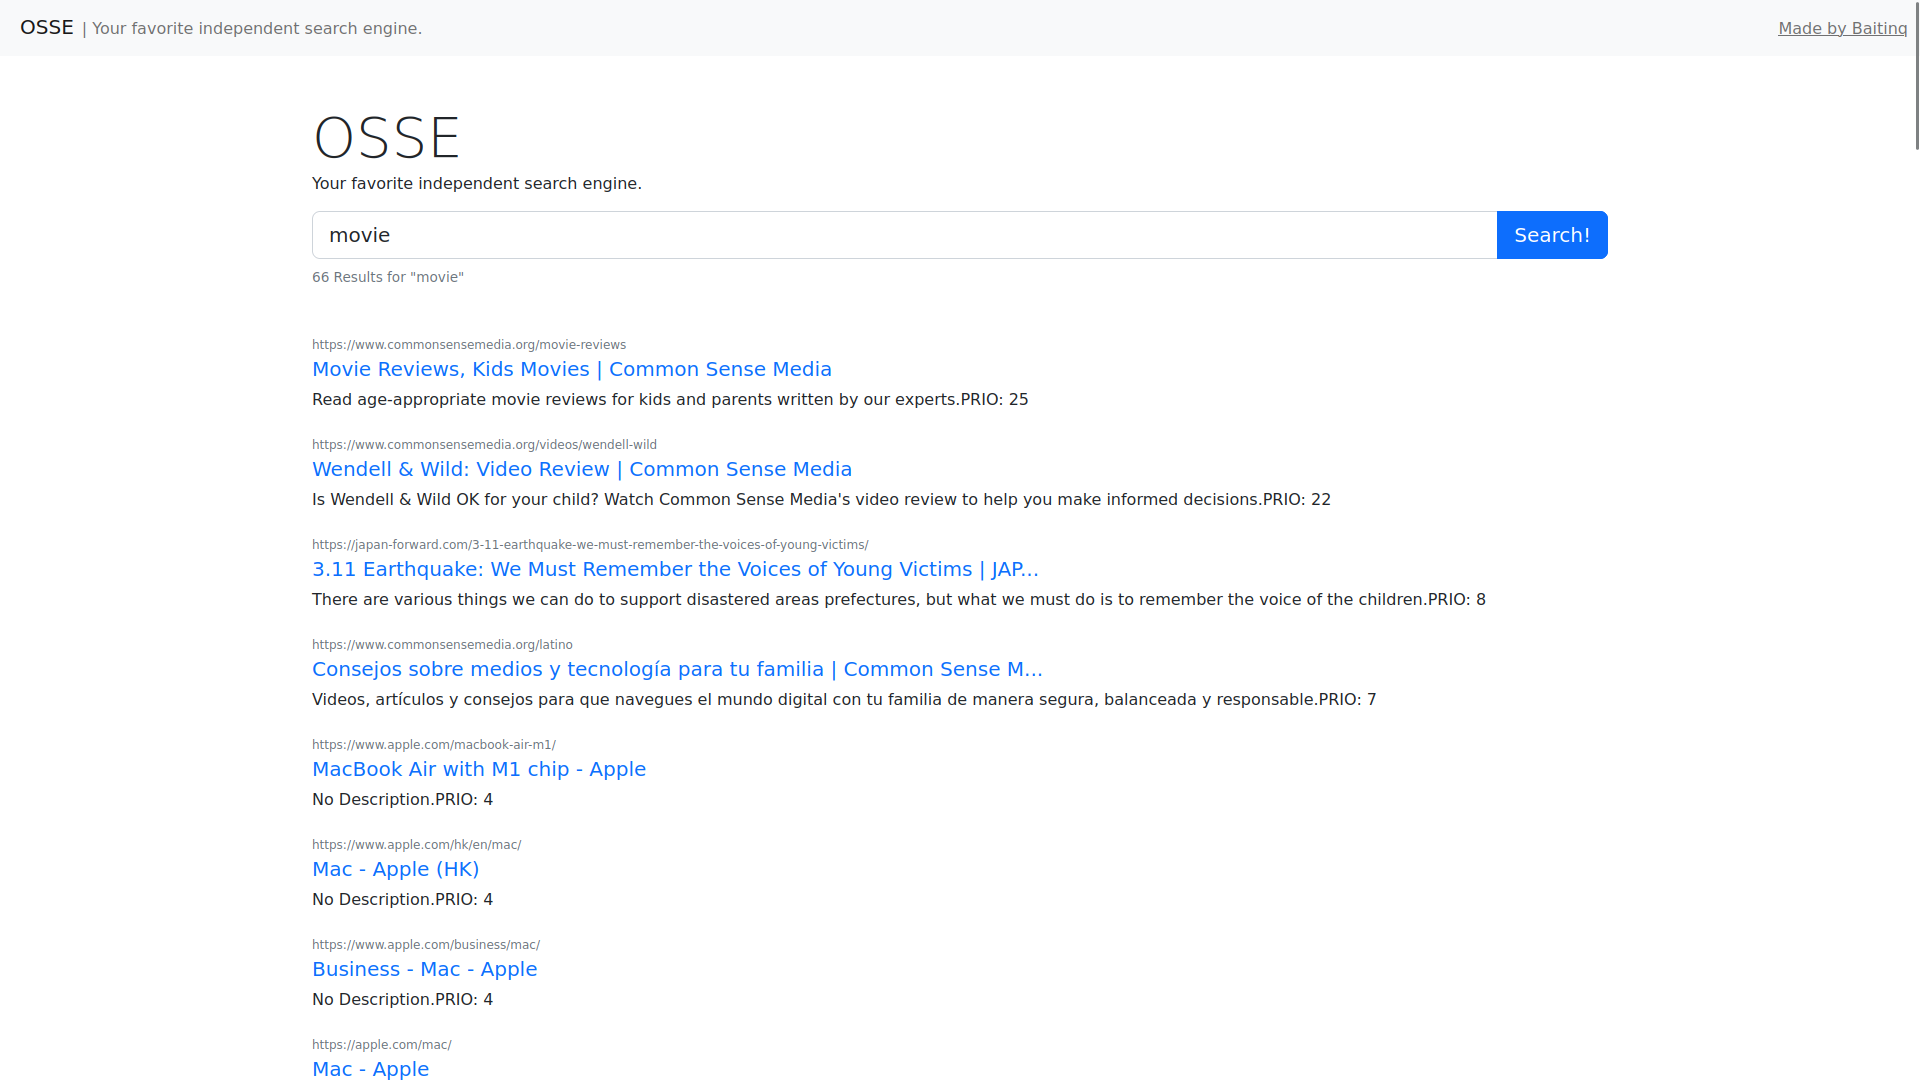 OSSE | Your favorite independent search engine.
Made by Baitinq
OSSE
Your favorite independent search engine.
movie
Search!
66 Results for "movie"
https://www.commonsensemedia.org/movie-reviews
Movie Reviews, Kids Movies | Common Sense Media
Read age-appropriate movie reviews for kids and parents written by our experts.PRIO: 25
https://www.commonsensemedia.org/videos/wendell-wild
Wendell & Wild: Video Review | Common Sense Media
Is Wendell & Wild OK for your child? Watch Common Sense Media's video review to help you make informed decisions.PRIO: 22
https://japan-forward.com/3-11-earthquake-we-must-remember-the-voices-of-young-victims/
3.11 Earthquake: We Must Remember the Voices of Young Victims | JAP...
There are various things we can do to support disastered areas prefectures, but what we must do is to remember the voice of the children.PRIO: 8
https://www.commonsensemedia.org/latino
Consejos sobre medios y tecnología para tu familia | Common Sense M...
Videos, artículos y consejos para que navegues el mundo digital con tu familia de manera segura, balanceada y responsable.PRIO: 7
https://www.apple.com/macbook-air-m1/
MacBook Air with M1 chip - Apple
No Description.PRIO: 4
https://www.apple.com/hk/en/mac/
Mac - Apple (HK)
No Description.PRIO: 4
https://www.apple.com/business/mac/
Business - Mac - Apple
No Description.PRIO: 4
https://apple.com/mac/
Mac - Apple